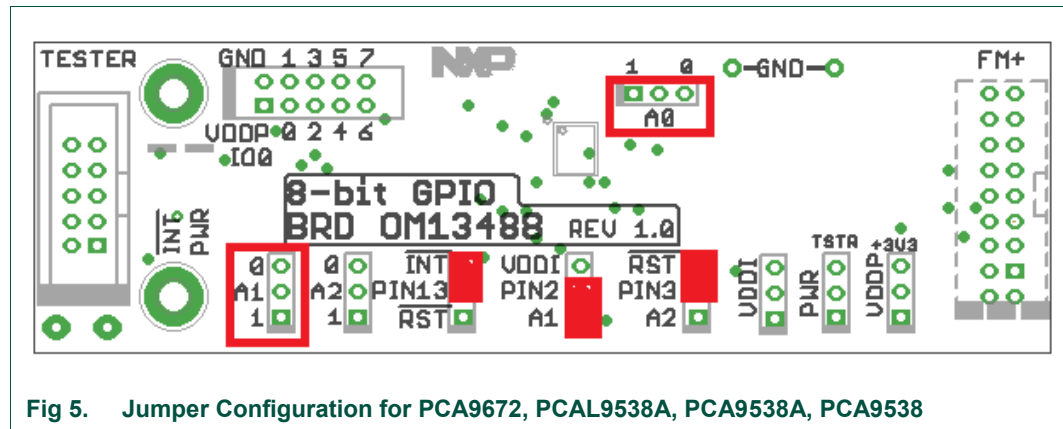 TESTER
GND 1 3 5 7
NXP
1 0
GND
FM+
A0
VDDP 0 2 4 6
IO0
8-bit GPIO
BRD OM13488 REV 1.0
INT
PWR
0
A1
1
0
A2
1
INT
PIN13
RST
VDDI
PIN2
A1
RST
PIN3
A2
VDDI
TSTR
PWR
+3V3
VDDP
Fig 5. Jumper Configuration for PCA9672, PCAL9538A, PCA9538A, PCA9538